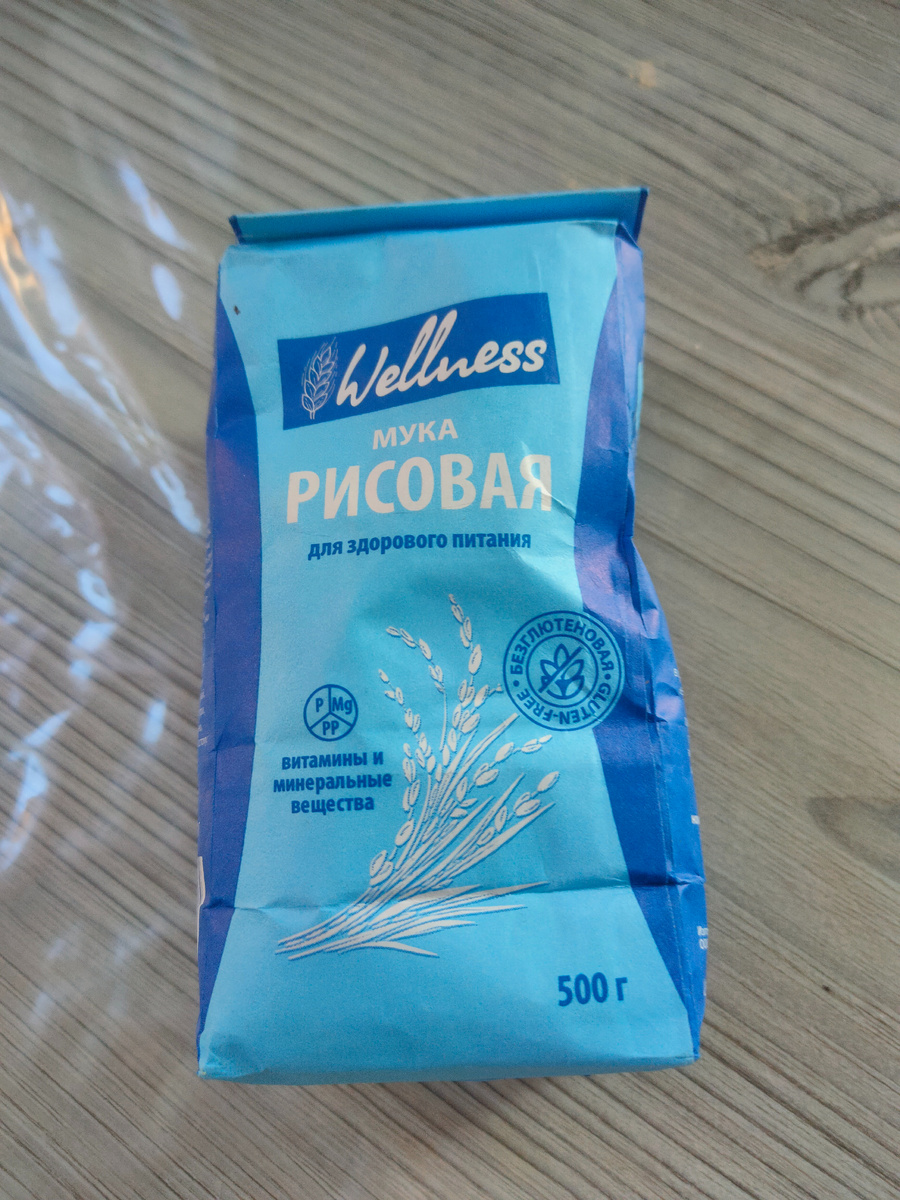 Wellness
МУКА
РИСОВАЯ
для здорового питания
• БЕЗГЛЮТЕНОВАЯ • GLUTEN-FREE
P Mg
PP
витамины и
минеральные
вещества
500 г